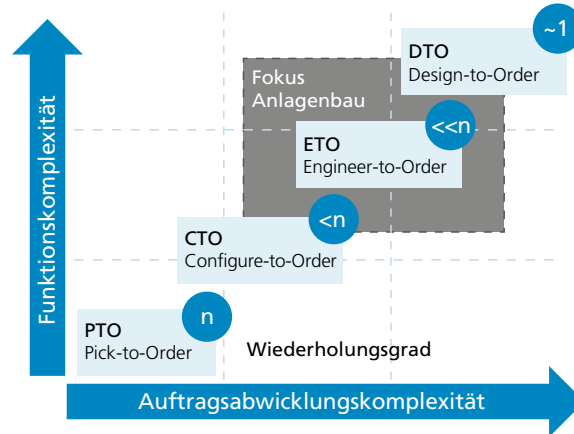 ~1
DTO
Design-to-Order
Fokus
Anlagenbau
<<n
ETO
Engineer-to-Order
<n
CTO
Configure-to-Order
n
PTO
Pick-to-Order
Wiederholungsgrad
Funktionskomplexität
Auftragsabwicklungskomplexität